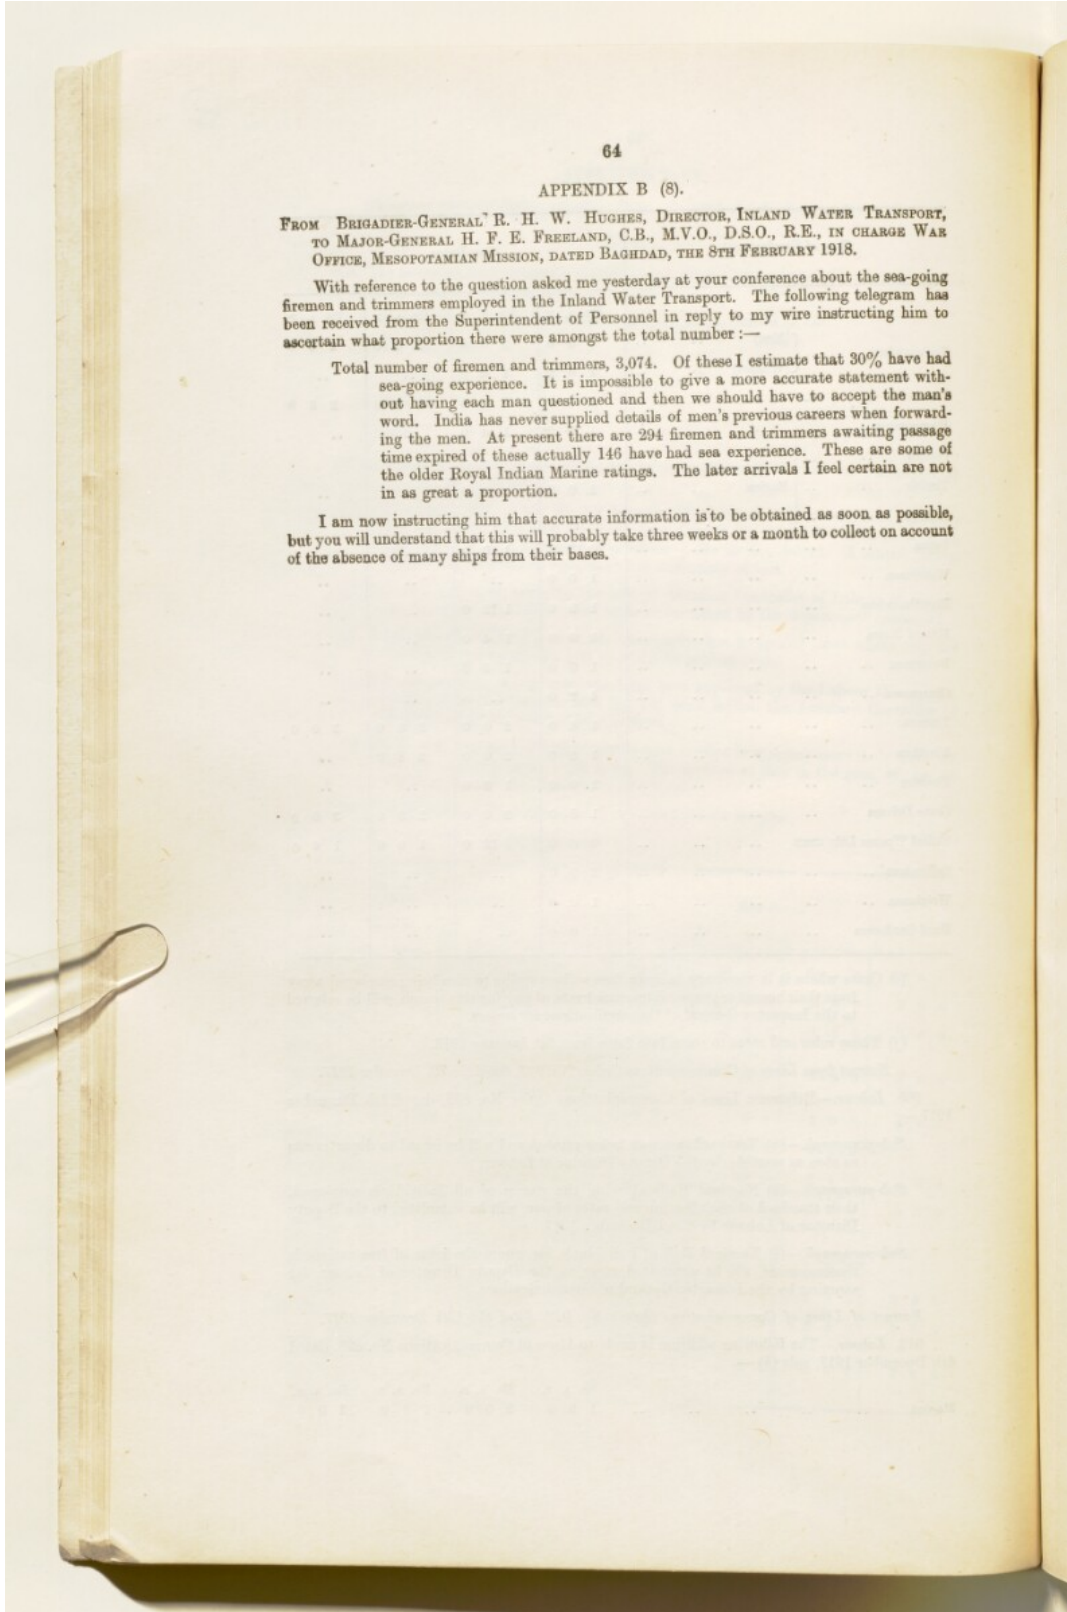 64
APPENDIX B (8).
FROM BRIGADIER-GENERAL R. H. W. HUGHES, DIRECTOR, INLAND WATER TRANSPORT,
TO MAJOR-GENERAL H. F. E. FREELAND, C.B., M.V.O., D.S.O., R.E., IN CHARGE WAR
OFFICE, MESOPOTAMIAN MISSION, DATED BAGHDAD, THE 8TH FEBRUARY 1918.
With reference to the question asked me yesterday at your conference about the sea-going
firemen and trimmers employed in the Inland Water Transport. The following telegram has
been received from the Superintendent of Personnel in reply to my wire instructing him to
ascertain what proportion there were amongst the total number :—
Total number of firemen and trimmers, 3,074. Of these I estimate that 30% have had
sea-going experience. It is impossible to give a more accurate statement with-
out having each man questioned and then we should have to accept the man's
word. India has never supplied details of men's previous careers when forward-
ing the men. At present there are 294 firemen and trimmers awaiting passage
time expired of these actually 146 have had sea experience. These are some of
the older Royal Indian Marine ratings. The later arrivals I feel certain are not
in as great a proportion.
I am now instructing him that accurate information is to be obtained as soon as possible,
but you will understand that this will probably take three weeks or a month to collect on account
of the absence of many ships from their bases.